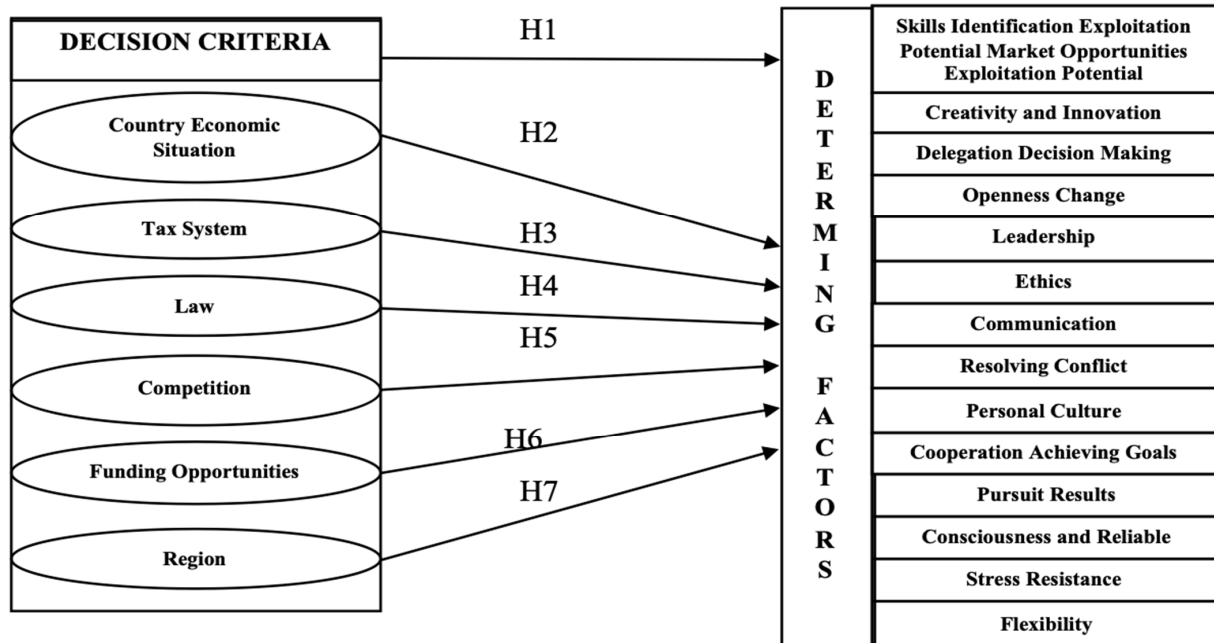 DECISION CRITERIA
Country Economic
Situation
Tax System
Law
Competition
Funding Opportunities
Region
H1
H2
H3
H4
H5
H6
H7
DETERMING FACTORS
Skills Identification Exploitation
Potential Market Opportunities
Exploitation Potential
Creativity and Innovation
Delegation Decision Making
Openness Change
Leadership
Ethics
Communication
Resolving Conflict
Personal Culture
Cooperation Achieving Goals
Pursuit Results
Consciousness and Reliable
Stress Resistance
Flexibility